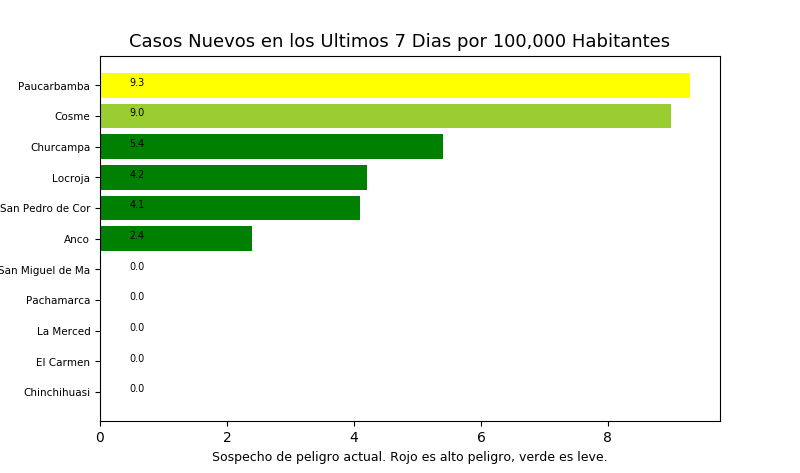 Casos Nuevos en los Ultimos 7 Dias por 100,000 Habitantes
Paucarbamba 9.3
Cosme 9.0
Churcampa 5.4
Locroja 4.2
San Pedro de Cor 4.1
Anco 2.4
San Miguel de Ma 0.0
Pachamarca 0.0
La Merced 0.0
El Carmen 0.0
Chinchihuasi 0.0
0 2 4 6 8
Sospecho de peligro actual. Rojo es alto peligro, verde es leve.